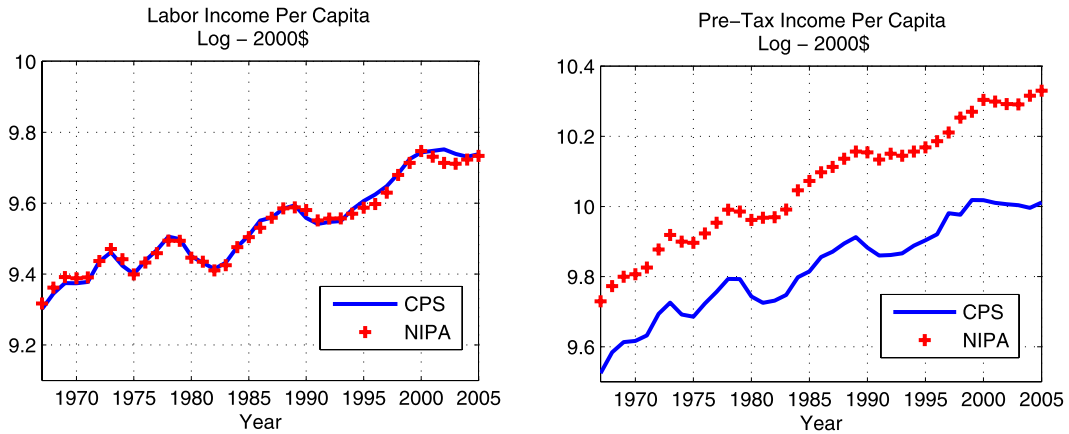 Labor Income Per Capita
Log − 2000$
10
9.8
9.6
9.4
9.2
CPS
NIPA
1970 1975 1980 1985 1990 1995 2000 2005
Year
Pre−Tax Income Per Capita
Log − 2000$
10.4
10.2
10
9.8
9.6
CPS
NIPA
1970 1975 1980 1985 1990 1995 2000 2005
Year